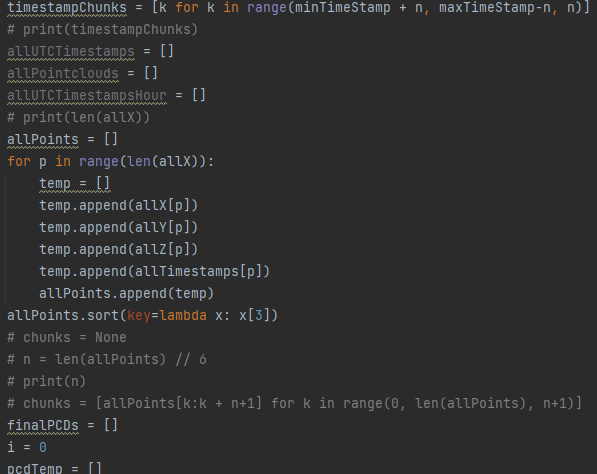 timestampChunks = [k for k in range(minTimeStamp + n, maxTimeStamp-n, n)]
# print(timestampChunks)
allUTCTimestamps = []
allPointclouds = []
allUTCTimestampsHour = []
# print(len(allX))
allPoints = []
for p in range(len(allX)):
    temp = []
    temp.append(allX[p])
    temp.append(allY[p])
    temp.append(allZ[p])
    temp.append(allTimestamps[p])
    allPoints.append(temp)
allPoints.sort(key=lambda x: x[3])
# chunks = None
# n = len(allPoints) // 6
# print(n)
# chunks = [allPoints[k:k + n+1] for k in range(0, len(allPoints), n+1)]
finalPCDs = []
i = 0
pcdTemp = []